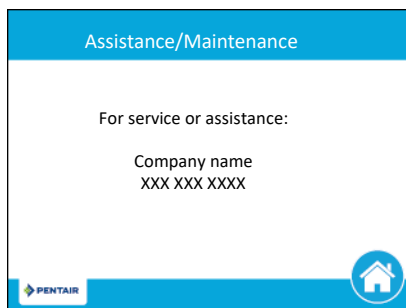 Assistance/Maintenance
For service or assistance:
Company name
XXX XXX XXXX
PENTAIR